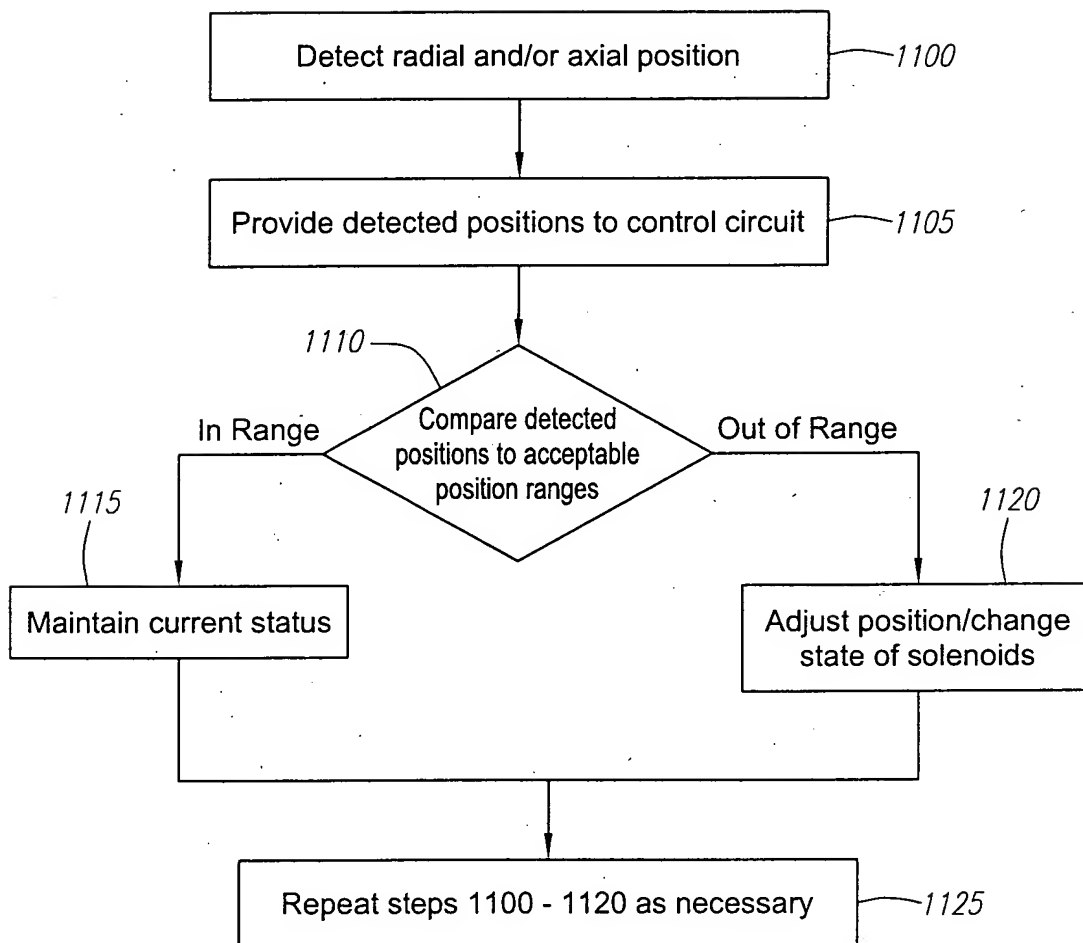 Detect radial and/or axial position
1100
Provide detected positions to control circuit
1105
1110
Compare detected
positions to acceptable
position ranges
In Range
Out of Range
1115
Maintain current status
1120
Adjust position/change
state of solenoids
Repeat steps 1100 - 1120 as necessary
1125